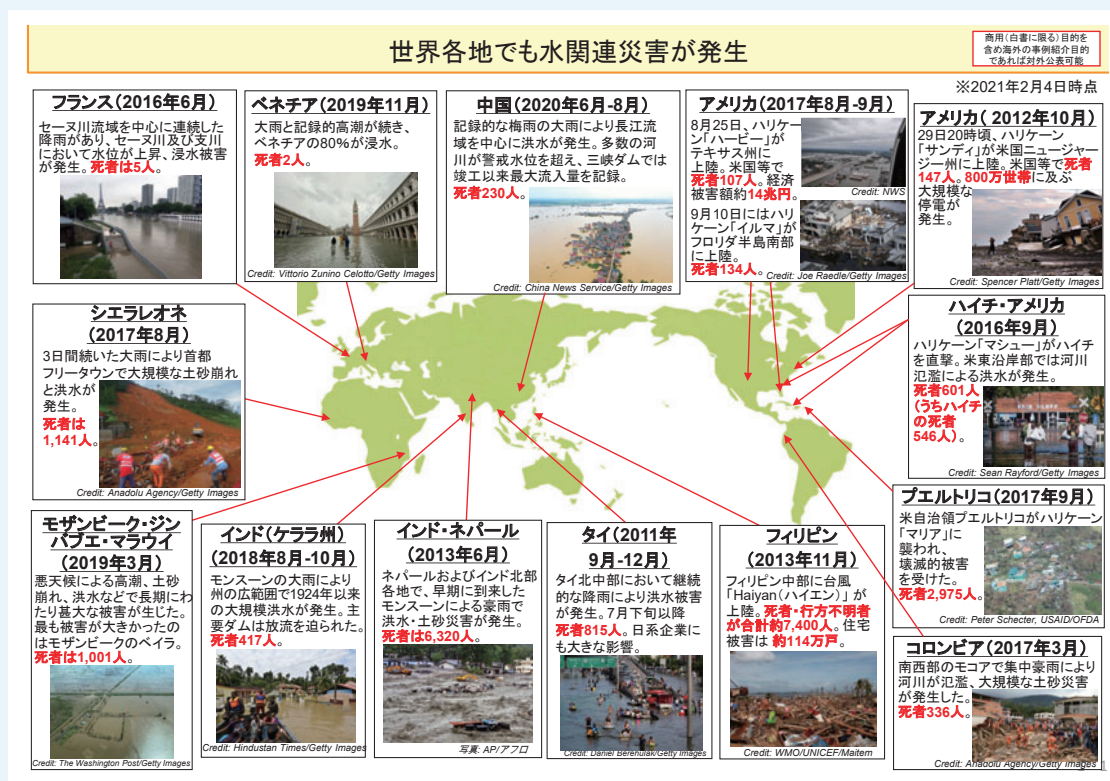 世界各地でも水関連災害が発生
商用(白書に限る)目的を
含め海外の事例紹介目的
であれば対外公表可能
※2021年2月4日時点
フランス(2016年6月)
セーヌ川流域を中心に連続した
降雨があり、セーヌ川及び支川
において水位が上昇、浸水被害
が発生。死者は5人。
ベネチア(2019年11月)
大雨と記録的高潮が続き、
ベネチアの80%が浸水。
死者2人。
Credit: Vittorio Zunino Celotto/Getty Images
中国(2020年6月-8月)
記録的な梅雨の大雨により長江流
域を中心に洪水が発生。多数の河
川が警戒水位を超え、三峡ダムでは
竣工以来最大流入量を記録。
死者230人。
Credit: China News Service/Getty Images
アメリカ(2017年8月-9月)
8月25日、ハリケー
ン「ハービー」が
テキサス州に
上陸。米国等で
死者107人。経済
被害額約14兆円。
Credit: NWS
9月10日にはハリ
ケーン「イルマ」が
フロリダ半島南部
に上陸。
死者134人。
Credit: Joe Raedle/Getty Images
アメリカ( 2012年10月)
29日20時頃、ハリケーン
「サンディ」が米国ニュージャー
ジー州に上陸。米国等で死者
147人。800万世帯に及ぶ
大規模な
停電が
発生。
Credit: Spencer Platt/Getty Images
シエラレオネ
(2017年8月)
3日間続いた大雨により首都
フリータウンで大規模な土砂崩れ
と洪水が
発生。
死者は
1,141人。
Credit: Anadolu Agency/Getty Images
ハイチ・アメリカ
(2016年9月)
ハリケーン「マシュー」がハイチ
を直撃。米東沿岸部では河川
氾濫による洪水が発生。
死者601人
(うちハイチ
の死者
546人)。
Credit: Sean Rayford/Getty Images
プエルトリコ(2017年9月)
米自治領プエルトリコがハリケーン
「マリア」に
襲われ、
壊滅的被害
を受けた。
死者2,975人。
Credit: Peter Schecter, USAID/OFDA
モザンビーク・ジン
バブエ・マラウイ
(2019年3月)
悪天候による高潮、土砂
崩れ、洪水などで長期にわ
たり甚大な被害が生じた。
最も被害が大きかったの
はモザンビークのベイラ。
死者は1,001人。
Credit: The Washington Post/Getty Images
インド(ケララ州)
(2018年8月-10月)
モンスーンの大雨により
州の広範囲で1924年以来
の大規模洪水が発生。主
要ダムは放流を迫られた。
死者417人。
Credit: Hindustan Times/Getty Images
インド・ネパール
(2013年6月)
ネパールおよびインド北部
各地で、早期に到来した
モンスーンによる豪雨で
洪水・土砂災害が発生。
死者は6,320人。
写真: AP/アフロ
タイ(2011年
9月-12月)
タイ北中部において継続
的な降雨により洪水被害
が発生。7月下旬以降
死者815人。日系企業に
も大きな影響。
Credit: Daniel Berehulak/Getty Images
フィリピン
(2013年11月)
フィリピン中部に台風
「Haiyan(ハイエン)」 が
上陸。死者・行方不明者
が合計約7,400人。住宅
被害は 約114万戸。
Credit: WMO/UNICEF/Maitem
コロンビア(2017年3月)
南西部のモコアで集中豪雨により
河川が氾濫、大規模な土砂災害
が発生した。
死者336人。
Credit: Anadolu Agency/Getty Images
1